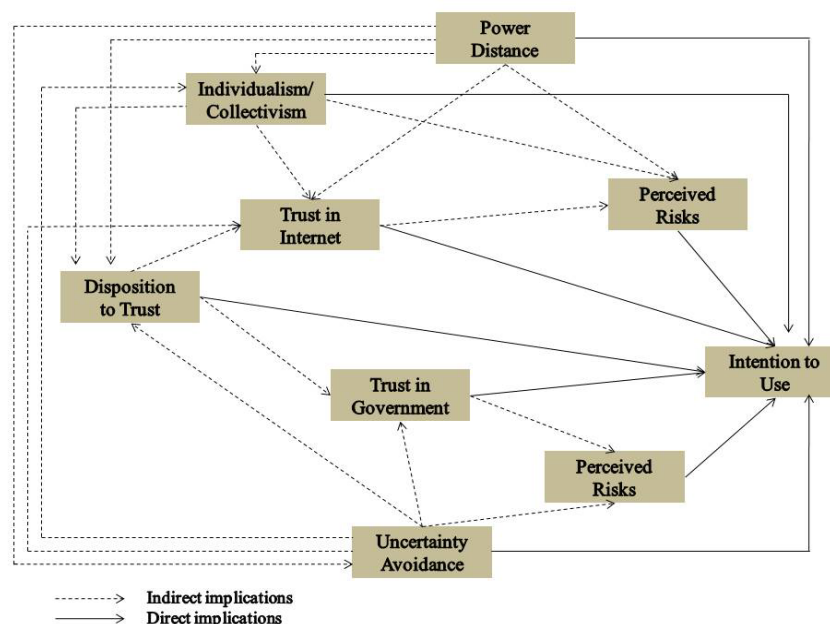 Power
Distance
Individualism/
Collectivism
Perceived
Risks
Trust in
Internet
Disposition
to Trust
Intention to
Use
Trust in
Government
Perceived
Risks
Uncertainty
Avoidance
Indirect implications
Direct implications